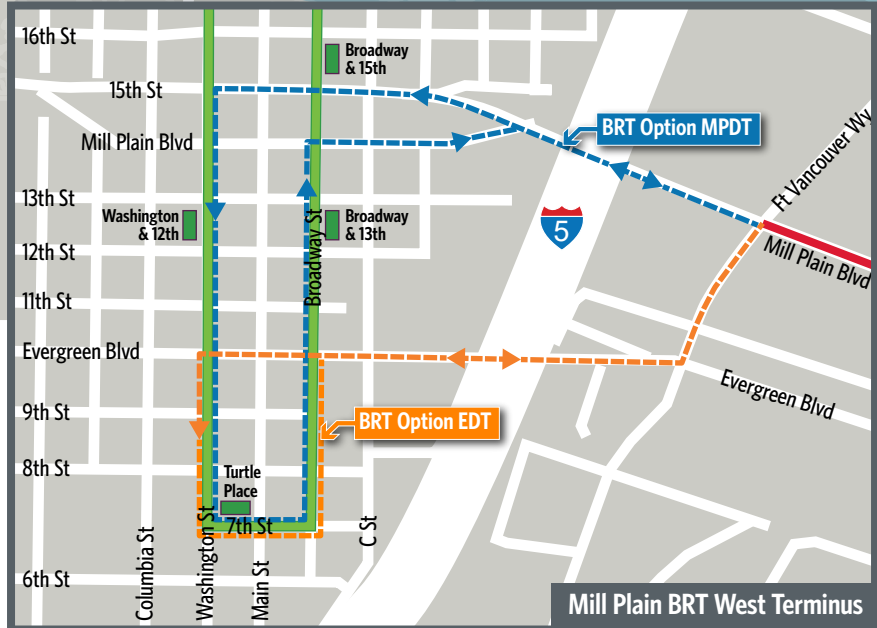 16th St
Broadway
& 15th
15th St
BRT Option MPDT
Mill Plain Blvd
Ft Vancouver Wy
13th St
Washington
& 12th
Broadway St
Broadway
& 13th
5
12th St
Mill Plain Blvd
11th St
Evergreen Blvd
Evergreen Blvd
9th St
BRT Option EDT
8th St
Turtle
Place
7th St
Columbia St
Washington St
Main St
C St
6th St
Mill Plain BRT West Terminus